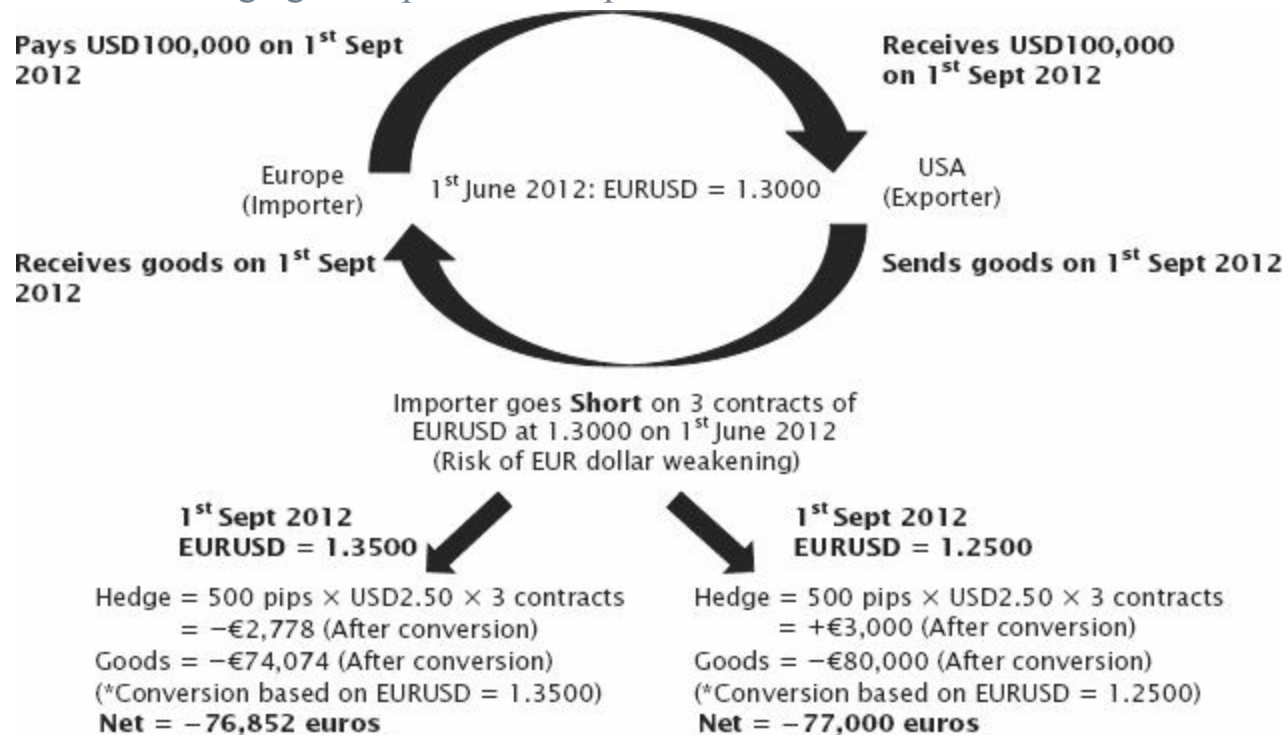 Pays USD100,000 on 1st Sept
2012
Receives USD100,000
on 1st Sept 2012
Europe
(Importer)
1st June 2012: EURUSD = 1.3000
USA
(Exporter)
Receives goods on 1st Sept
2012
Sends goods on 1st Sept 2012
Importer goes Short on 3 contracts of
EURUSD at 1.3000 on 1st June 2012
(Risk of EUR dollar weakening)
1st Sept 2012
EURUSD = 1.3500
Hedge = 500 pips × USD2.50 × 3 contracts
= −€2,778 (After conversion)
Goods = −€74,074 (After conversion)
(*Conversion based on EURUSD = 1.3500)
Net = −76,852 euros
1st Sept 2012
EURUSD = 1.2500
Hedge = 500 pips × USD2.50 × 3 contracts
= +€3,000 (After conversion)
Goods = −€80,000 (After conversion)
(*Conversion based on EURUSD = 1.2500)
Net = −77,000 euros